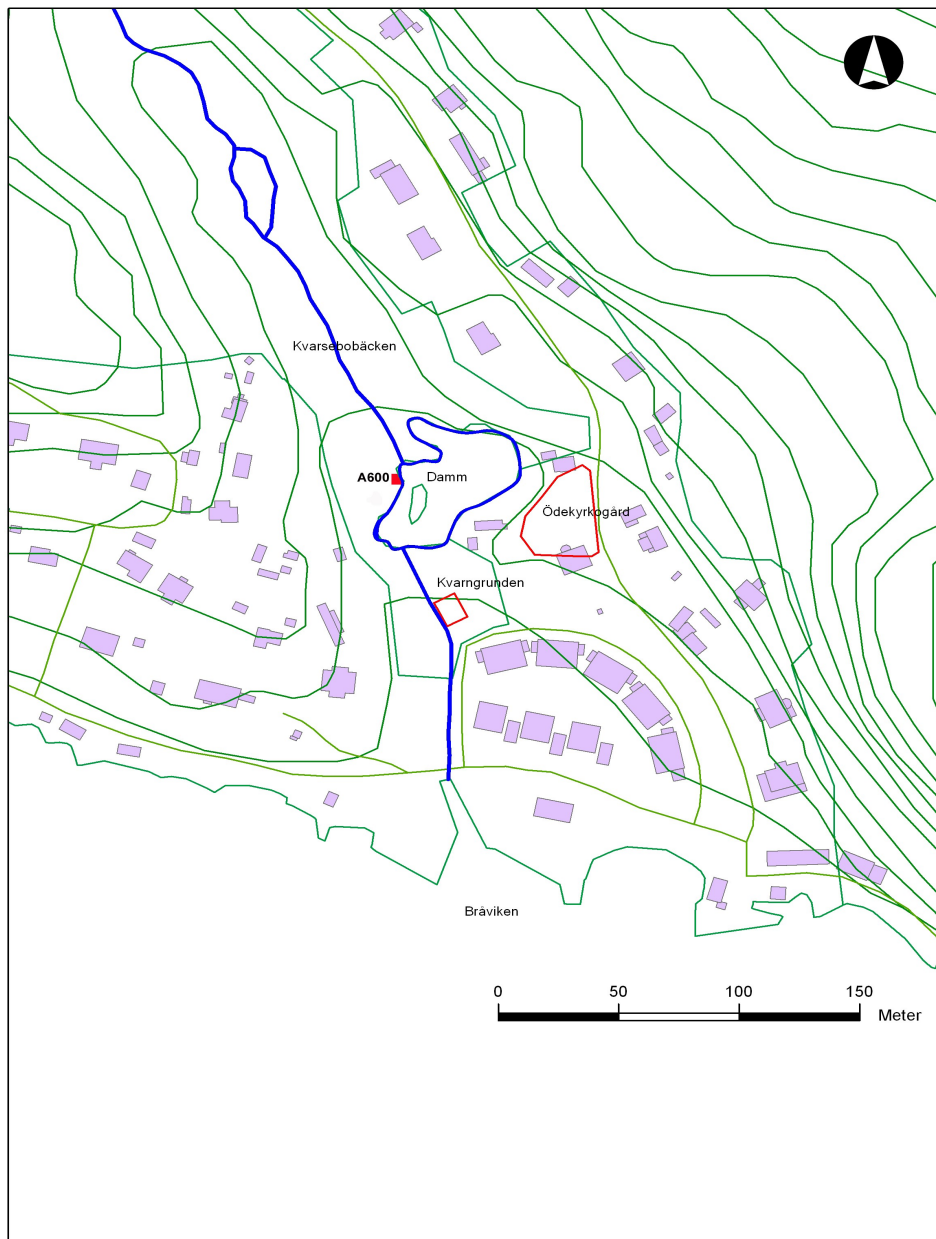 Kvarsebobäcken
A600
Damm
Ödekyrkogård
Kvarngrunden
Bråviken
0 50 100 150
Meter